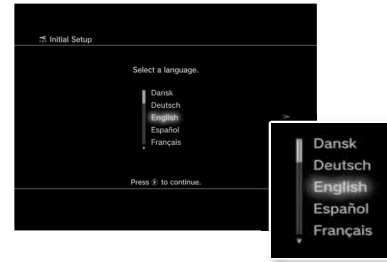 Initial Setup
Select a language.
Dansk
Deutsch
English
Español
Français
Press ⓧ to continue.
Dansk
Deutsch
English
Español
Français